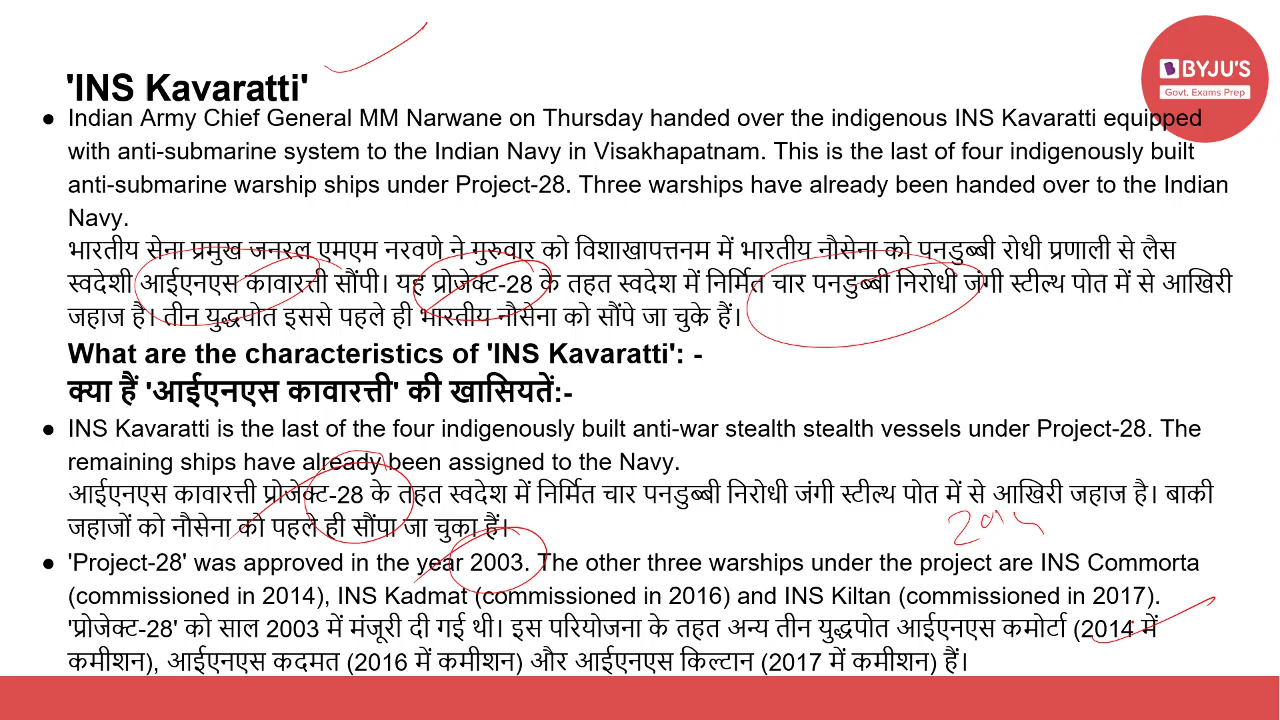 'INS Kavaratti'
BYJU'S
Govt. Exams Prep
● Indian Army Chief General MM Narwane on Thursday handed over the indigenous INS Kavaratti equipped
with anti-submarine system to the Indian Navy in Visakhapatnam. This is the last of four indigenously built
anti-submarine warship ships under Project-28. Three warships have already been handed over to the Indian
Navy.
भारतीय सेना प्रमुख जनरल एमएम नरवणे ने गुरुवार को विशाखापत्तनम में भारतीय नौसेना को पनडुब्बी रोधी प्रणाली से लैस
स्वदेशी आईएनएस कावारत्ती सौंपी। यह प्रोजेक्ट-28 के तहत स्वदेश में निर्मित चार पनडुब्बी निरोधी जंगी स्टील्थ पोत में से आखिरी
जहाज है। तीन युद्धपोत इससे पहले ही भारतीय नौसेना को सौंपे जा चुके हैं।
What are the characteristics of 'INS Kavaratti': -
क्या हैं 'आईएनएस कावारत्ती' की खासियतें:-
● INS Kavaratti is the last of the four indigenously built anti-war stealth stealth vessels under Project-28. The
remaining ships have already been assigned to the Navy.
आईएनएस कावारत्ती प्रोजेक्ट-28 के तहत स्वदेश में निर्मित चार पनडुब्बी निरोधी जंगी स्टील्थ पोत में से आखिरी जहाज है। बाकी
जहाजों को नौसेना को पहले ही सौंपा जा चुका हैं।
● 'Project-28' was approved in the year 2003. The other three warships under the project are INS Commorta
(commissioned in 2014), INS Kadmat (commissioned in 2016) and INS Kiltan (commissioned in 2017).
'प्रोजेक्ट-28' को साल 2003 में मंजूरी दी गई थी। इस परियोजना के तहत अन्य तीन युद्धपोत आईएनएस कमोर्टा (2014 में
कमीशन), आईएनएस कदमत (2016 में कमीशन) और आईएनएस किल्टान (2017 में कमीशन) हैं।